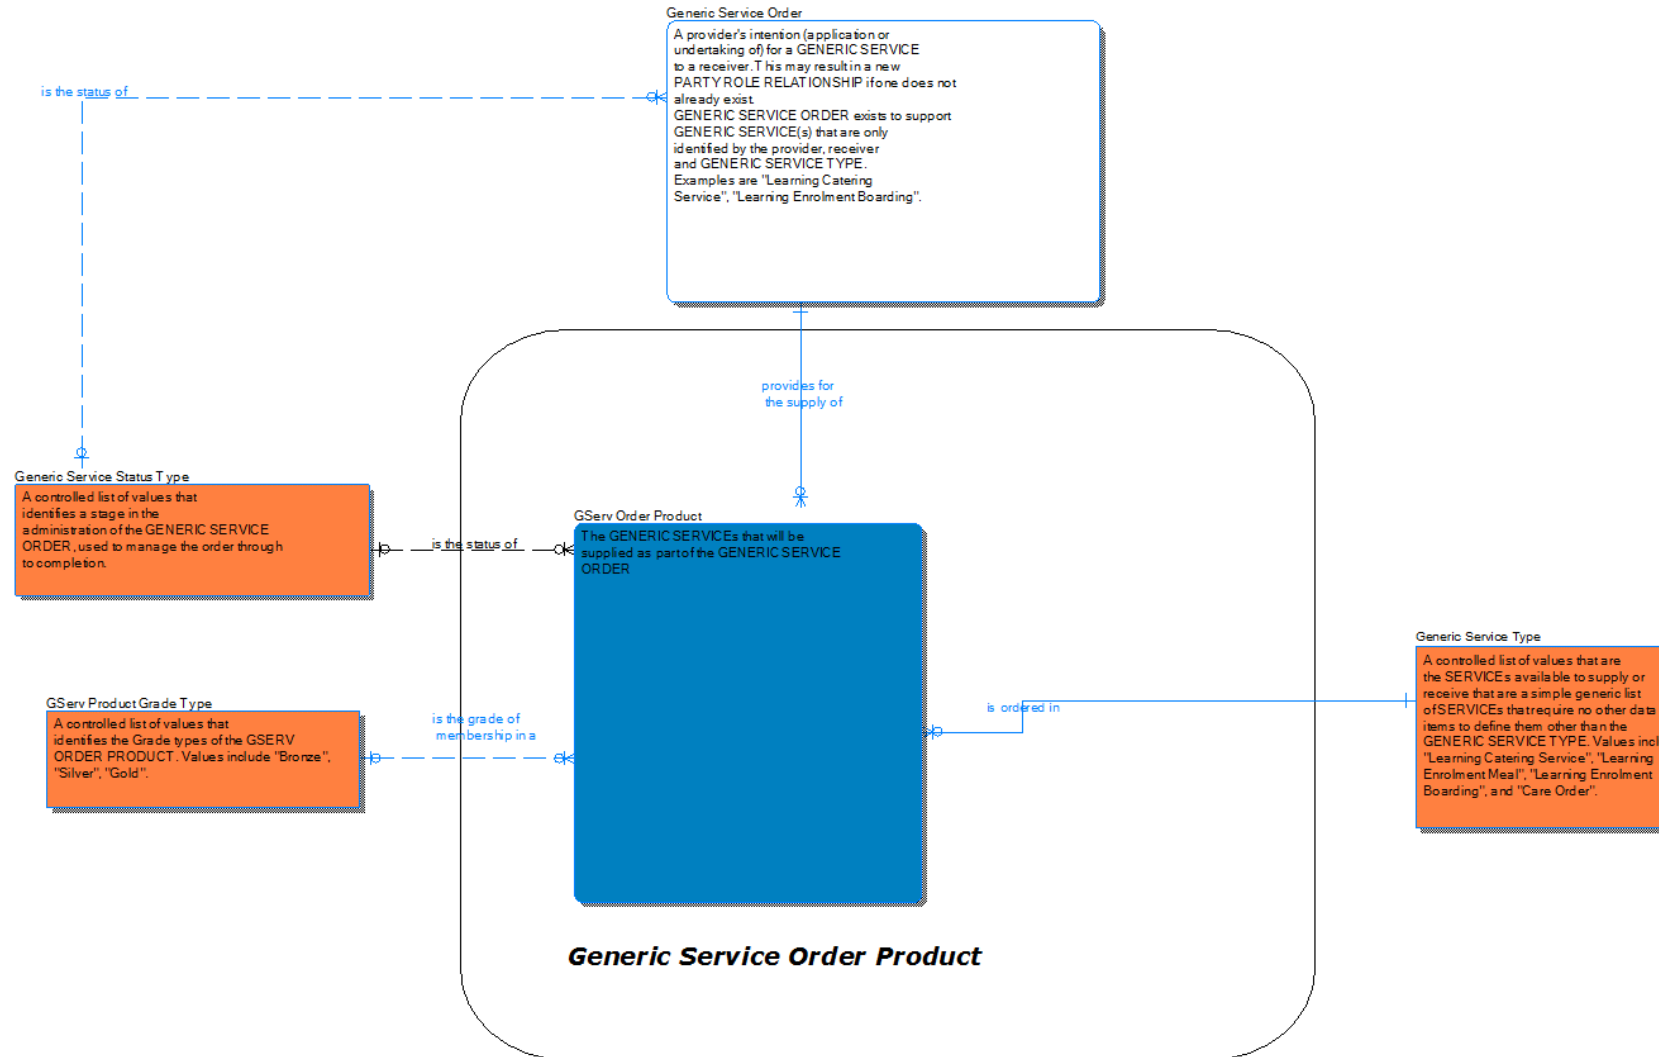 Generic Service Order
A provider's intention (application or
undertaking of) for a GENERIC SERVICE
to a receiver. This may result in a new
PARTY ROLE RELATIONSHIP if one does not
already exist.
GENERIC SERVICE ORDER exists to support
GENERIC SERVICE(s) that are only
identified by the provider, receiver
and GENERIC SERVICE TYPE.
Examples are "Learning Catering
Service", "Learning Enrolment Boarding".
is the status of
provides for
the supply of
Generic Service Status Type
A controlled list of values that
identifies a stage in the
administration of the GENERIC SERVICE
ORDER, used to manage the order through
to completion.
is the status of
GServ Order Product
The GENERIC SERVICEs that will be
supplied as part of the GENERIC SERVICE
ORDER
GServ Product Grade Type
A controlled list of values that
identifies the Grade types of the GSERV
ORDER PRODUCT. Values include "Bronze",
"Silver", "Gold".
is the grade of
membership in a
is ordered in
Generic Service Type
A controlled list of values that are
the SERVICEs available to supply or
receive that are a simple generic list
of SERVICEs that require no other data
items to define them other than the
GENERIC SERVICE TYPE. Values incl
"Learning Catering Service", "Learning
Enrolment Meal", "Learning Enrolment
Boarding", and "Care Order".
Generic Service Order Product